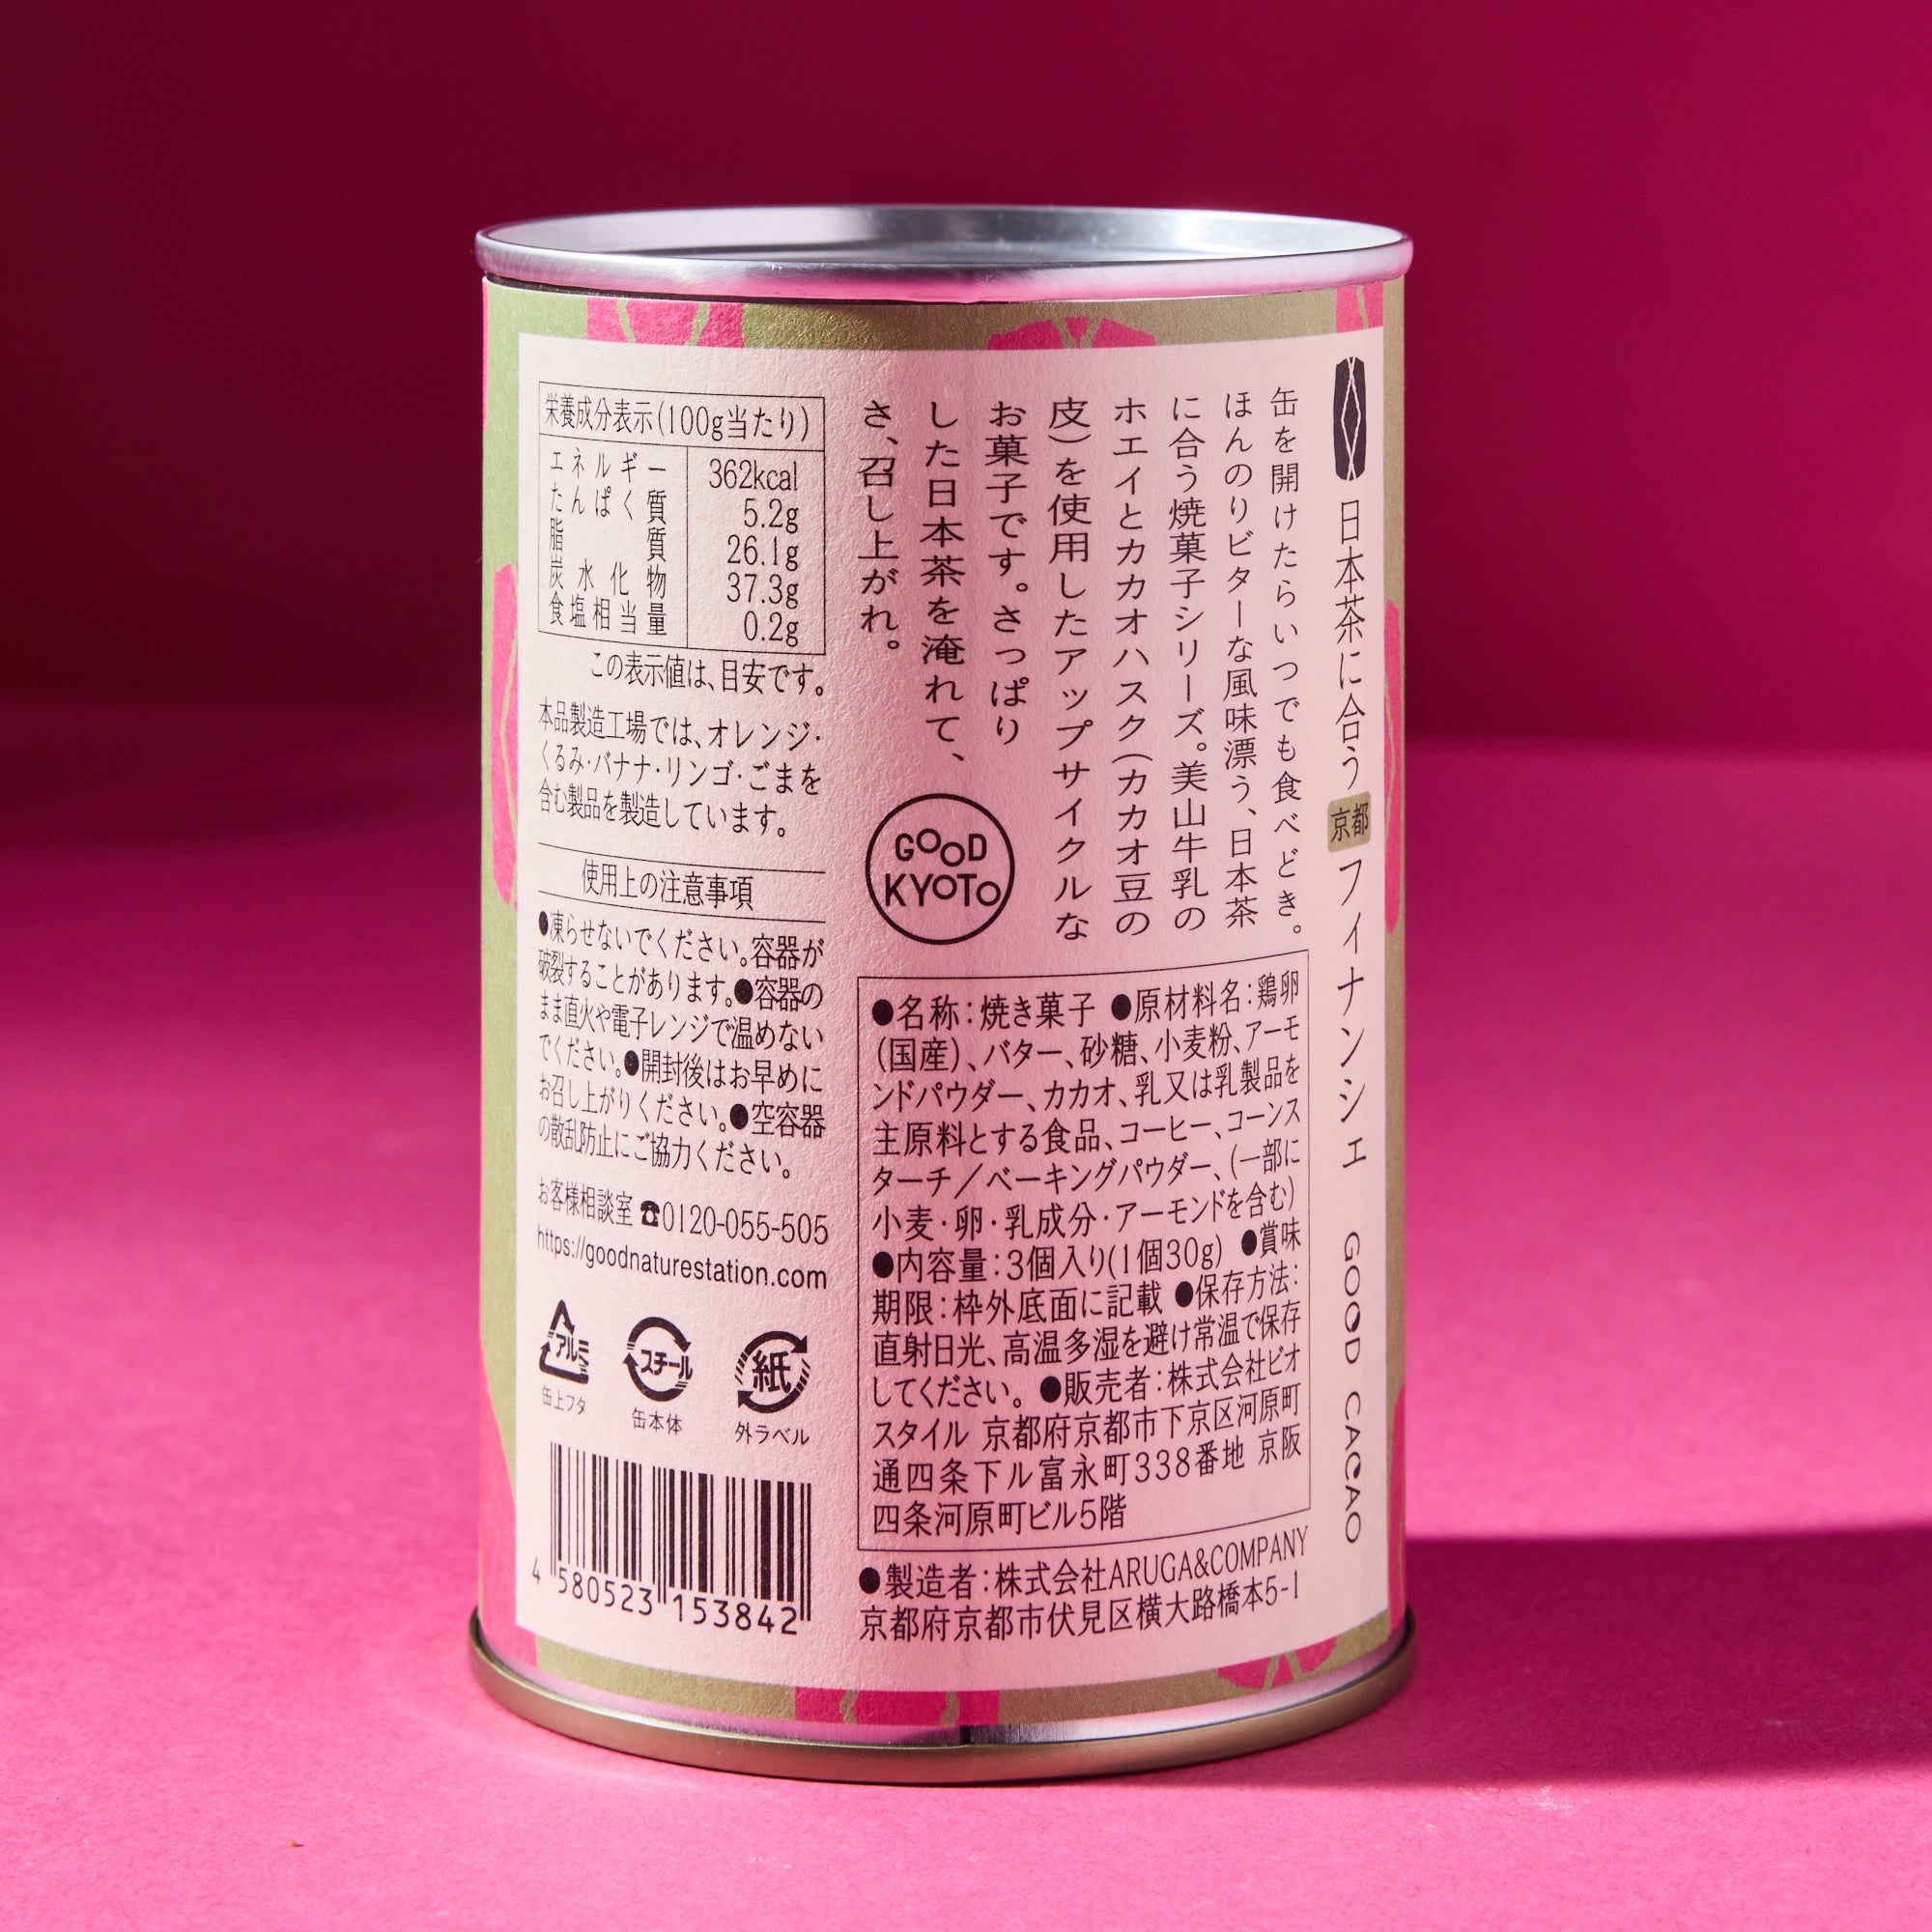 日本茶に合う 京都 フィナンシェ GOOD CACAO
缶を開けたらいつでも食べどき。
ほんのりビターな風味漂う、日本茶
に合う焼菓子シリーズ。美山牛乳の
ホエイとカカオハスク(カカオ豆の
皮)を使用したアップサイクルな
お菓子です。さっぱり
した日本茶を淹れて、
さ、召し上がれ。
GOOD
KYOTO
●名称:焼き菓子 ●原材料名:鶏卵
(国産)、バター、砂糖、小麦粉、アーモ
ンドパウダー、カカオ、乳又は乳製品を
主原料とする食品、コーヒー、コーンス
ターチ/ベーキングパウダー、(一部に
小麦・卵・乳成分・アーモンドを含む)
●内容量:3個入り(1個30g) ●賞味
期限:枠外底面に記載 ●保存方法:
直射日光、高温多湿を避け常温で保存
してください。●販売者:株式会社ビオ
スタイル 京都府京都市下京区河原町
通四条下ル富永町338番地 京阪
四条河原町ビル5階
●製造者:株式会社ARUGA&COMPANY
京都府京都市伏見区横大路橋本5-1
栄養成分表示(100g当たり)
エネルギー 362kcal
たんぱく質 5.2g
脂質 26.1g
炭水化物 37.3g
食塩相当量 0.2g
この表示値は、目安です。
本品製造工場では、オレンジ・
くるみ・バナナ・リンゴ・ごまを
含む製品を製造しています。
使用上の注意事項
●凍らせないでください。容器が
破裂することがあります。●容器の
まま直火や電子レンジで温めない
でください。●開封後はお早めに
お召し上がりください。●空容器
の散乱防止にご協力ください。
お客様相談室 ☎0120-055-505
https://goodnaturestation.com
アルミ
缶上フタ
スチール
缶本体
紙
外ラベル
4 580523 153842